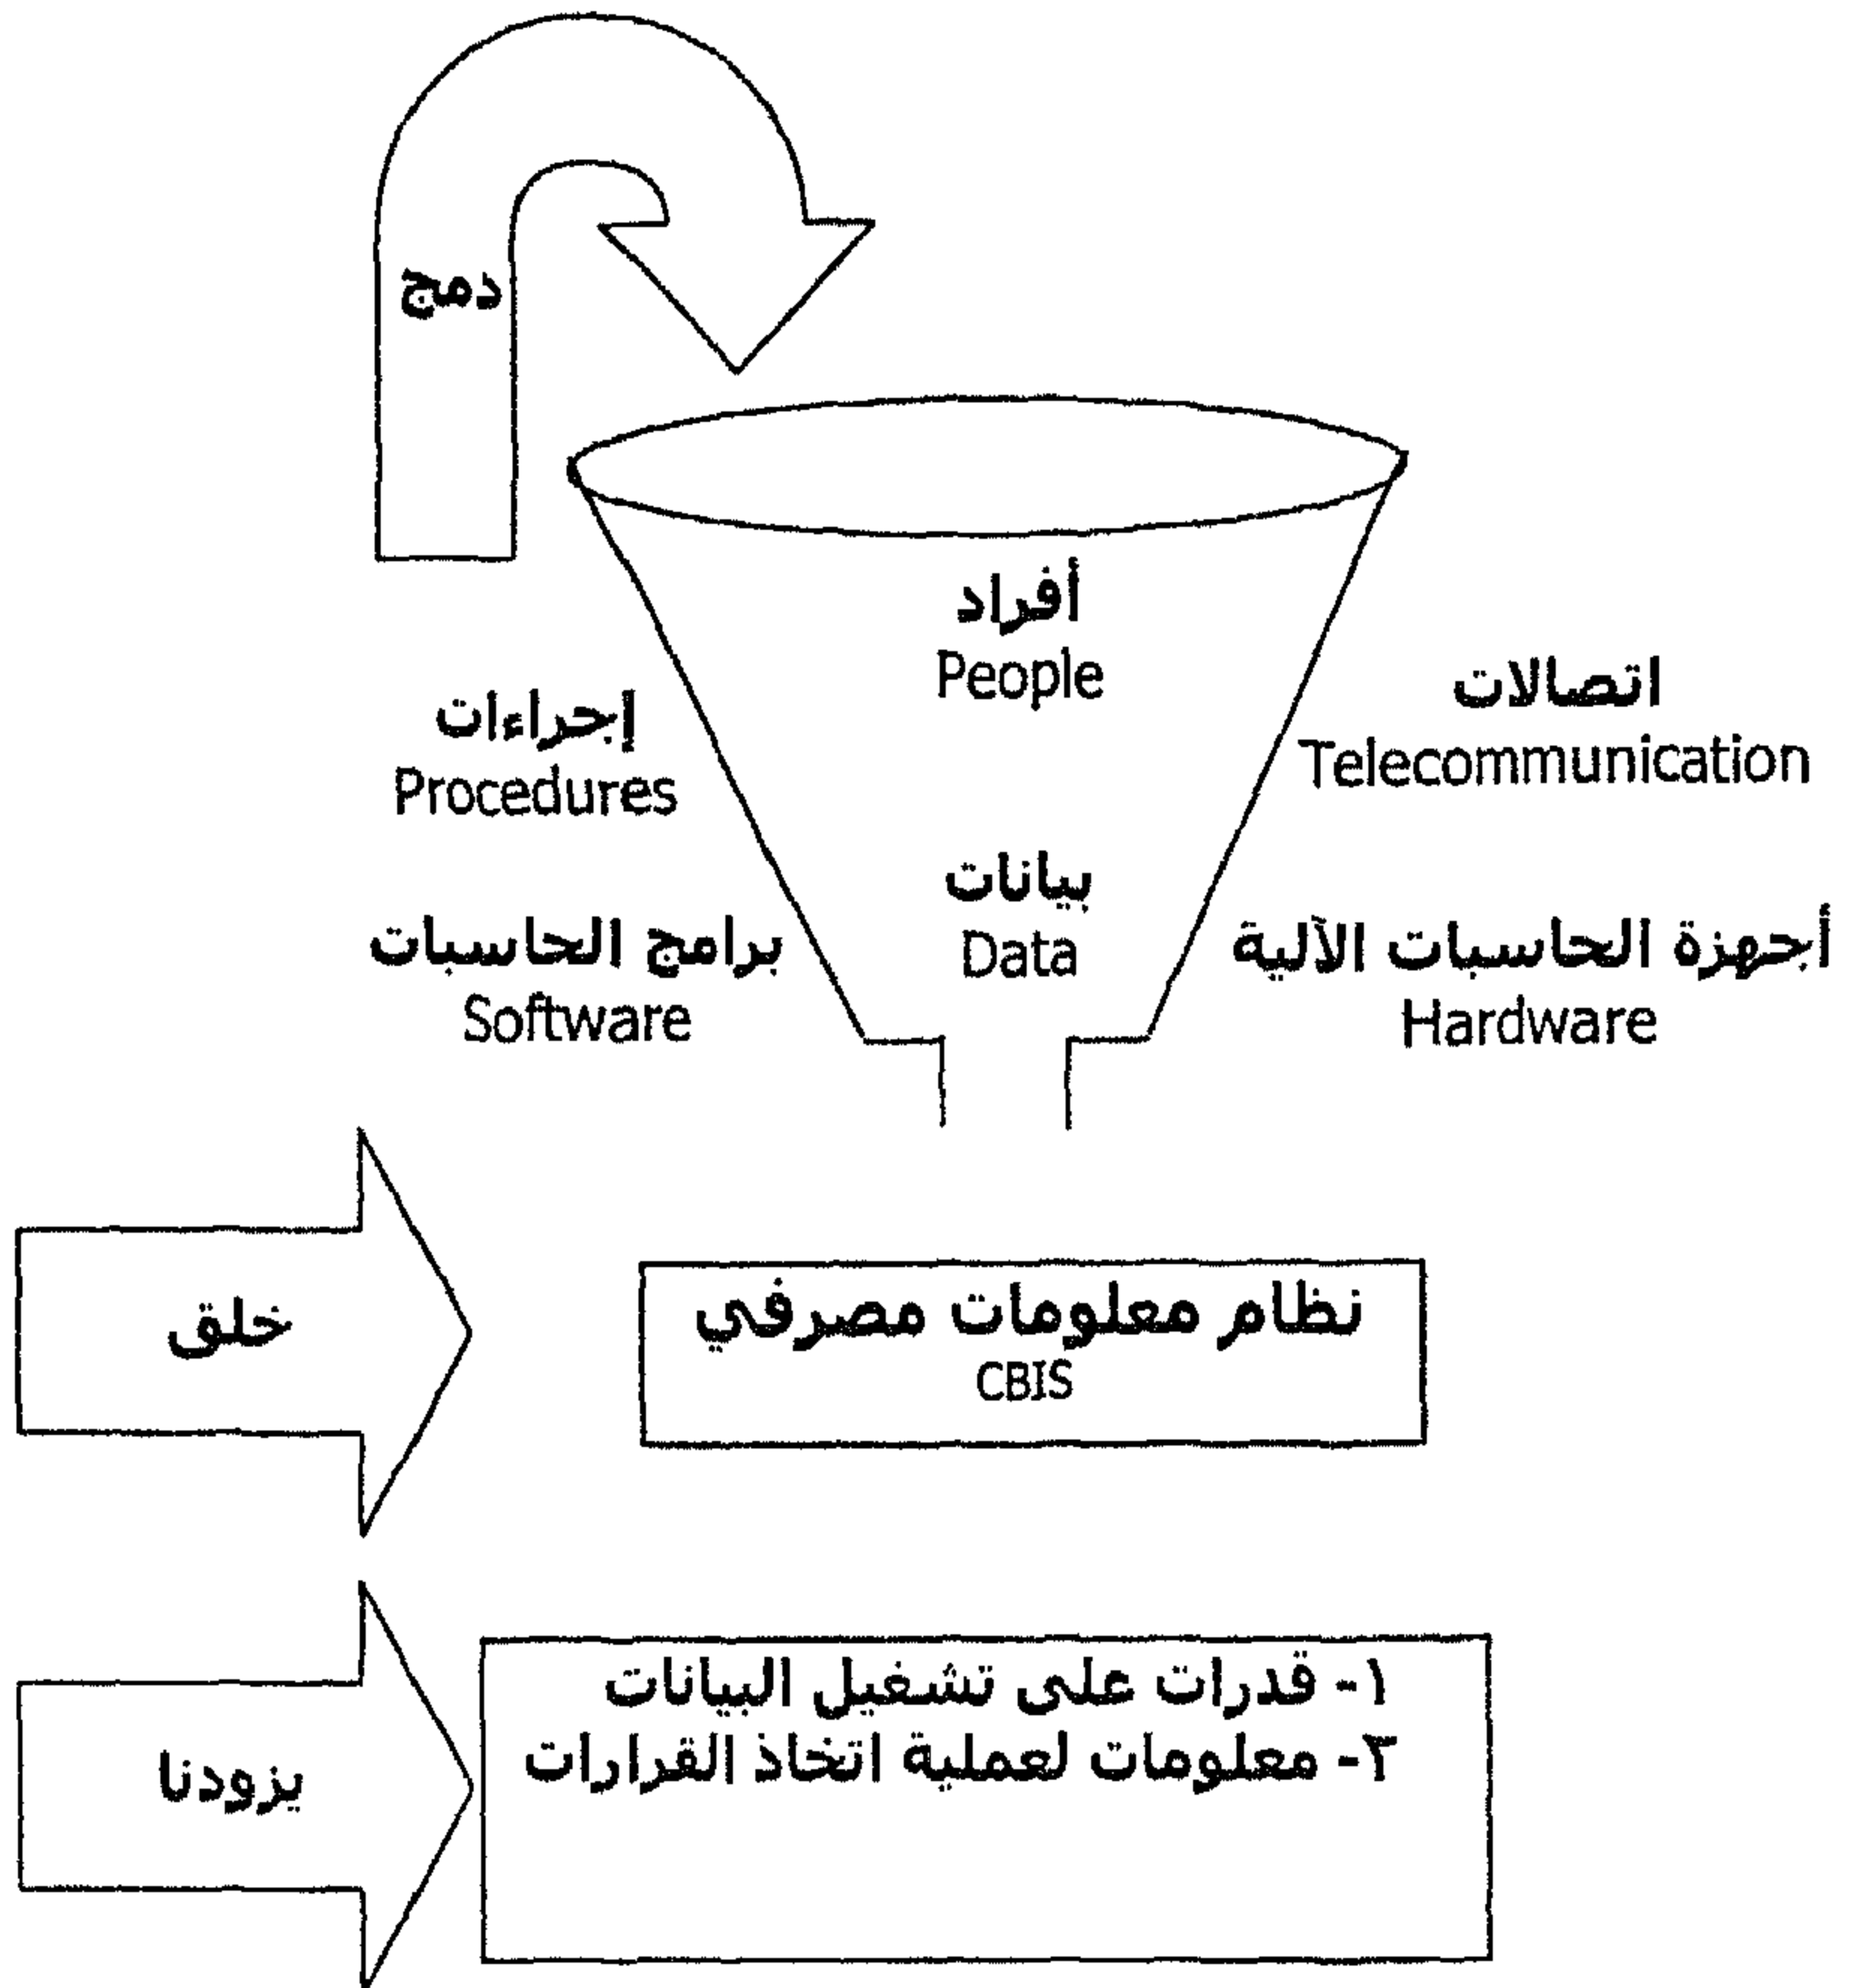 دمج
أفراد
People
اتصالات
Telecommunication
إجراءات
Procedures
بيانات
Data
أجهزة الحاسبات الآلية
Hardware
برامج الحاسبات
Software
خلق
نظام معلومات مصرفي
CBIS
يزودنا
١- قدرات على تشغيل البيانات
٢- معلومات لعملية اتخاذ القرارات